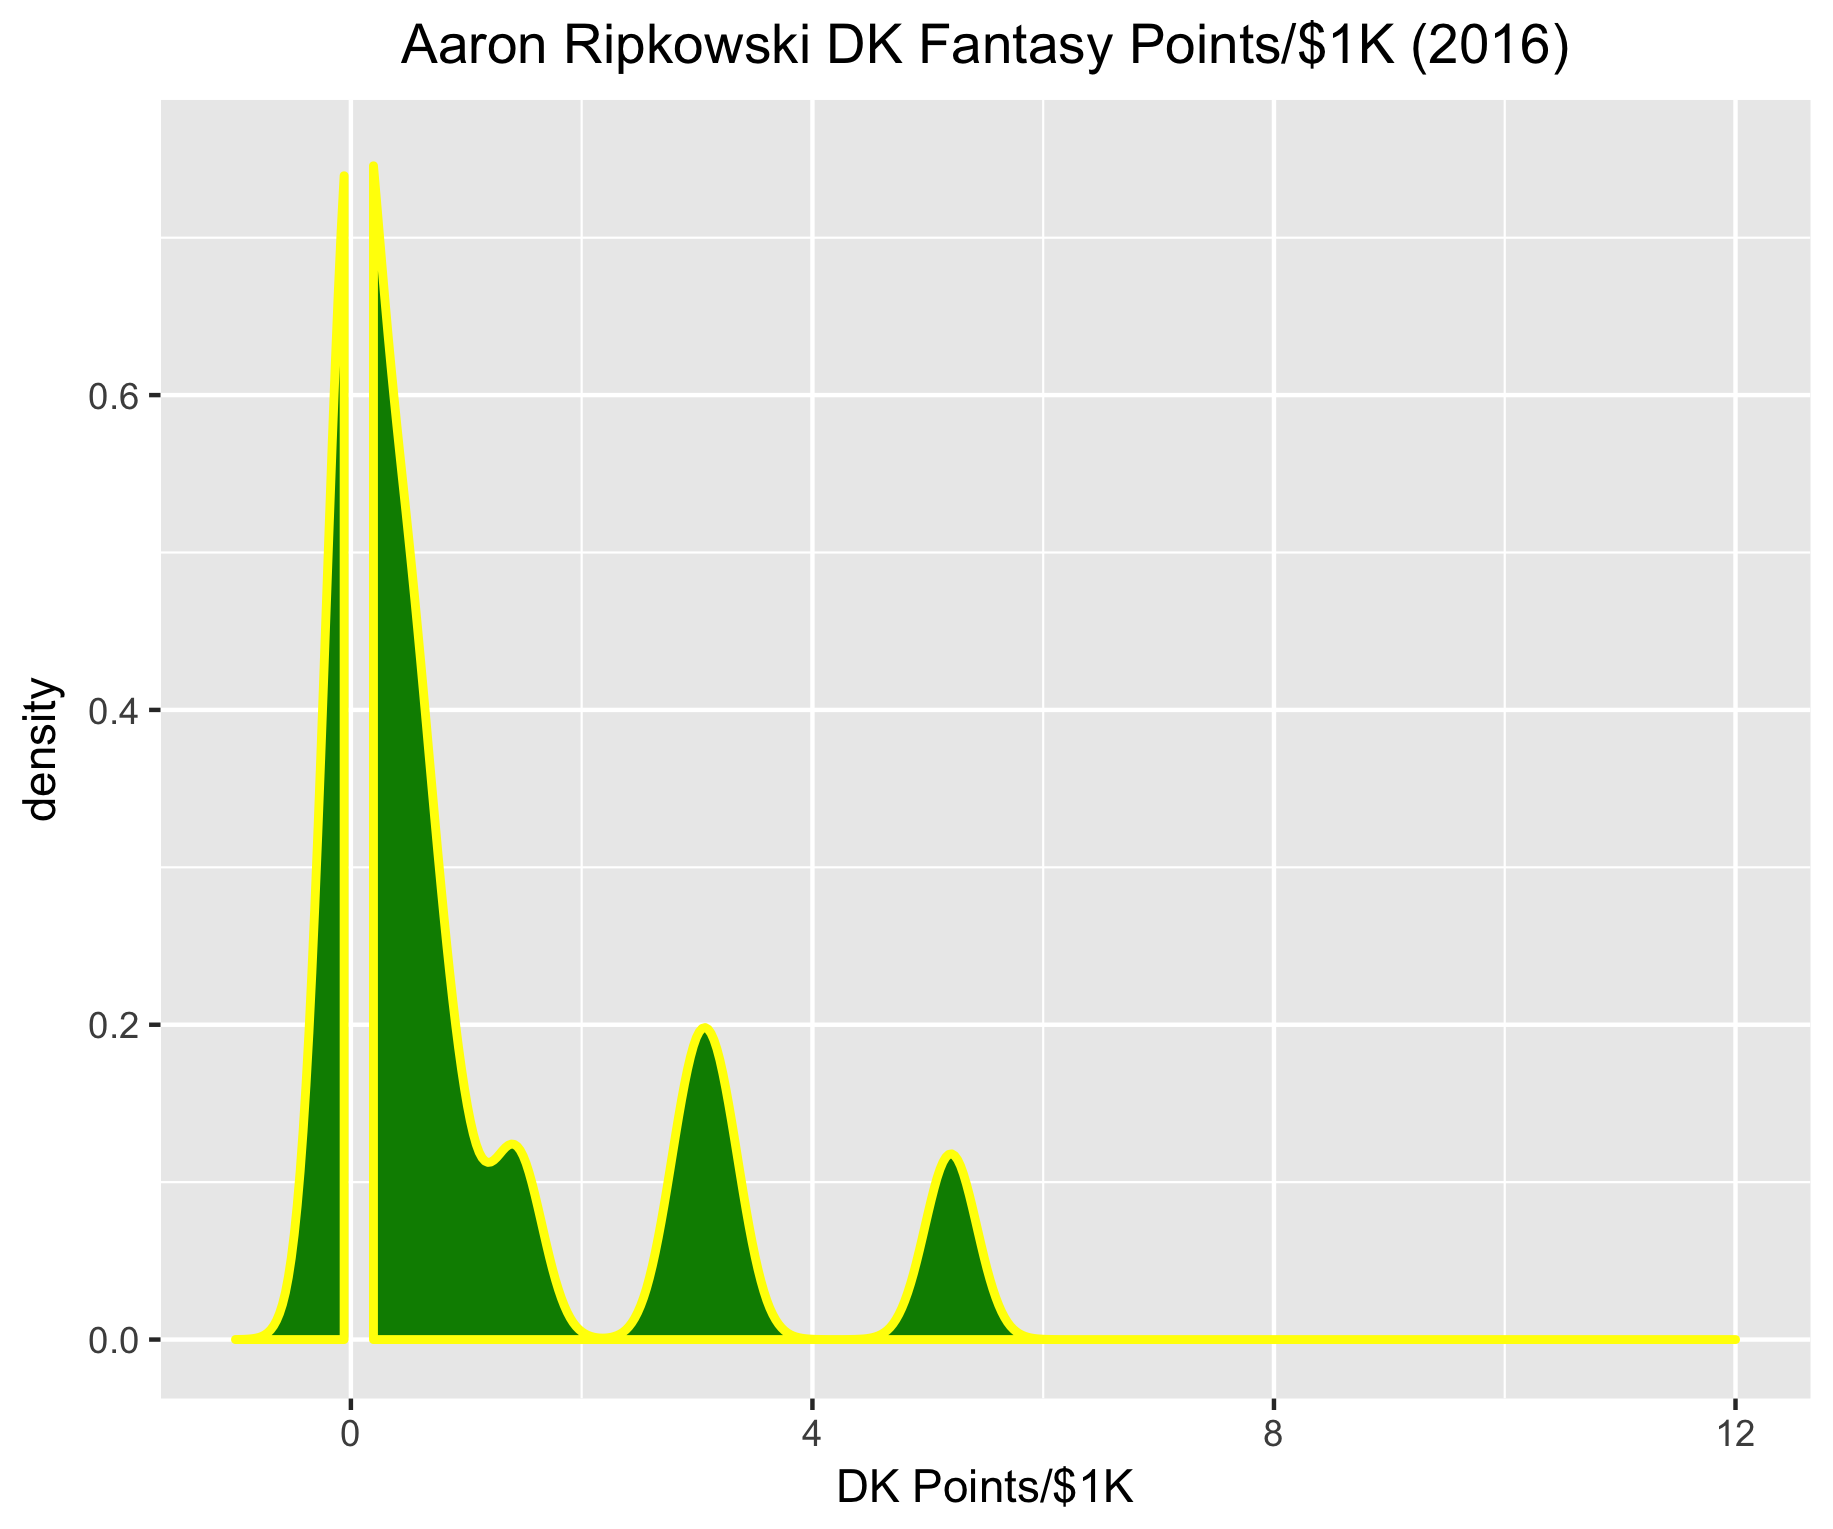 Aaron Ripkowski DK Fantasy Points/$1K (2016)
density
0.6
0.4
0.2
0.0
0 4 8 12
DK Points/$1K